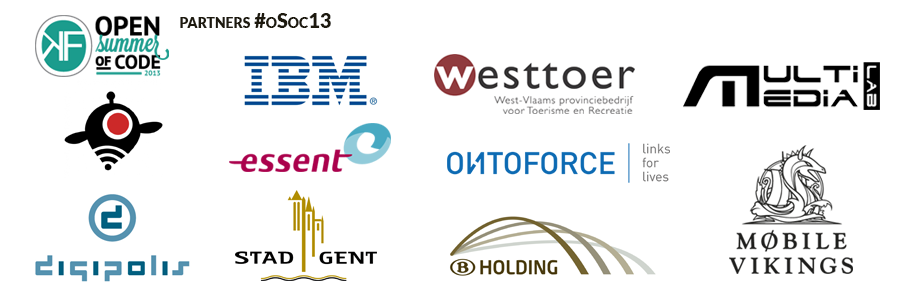 OPEN
summer
OF CODE
2013
KF
PARTNERS #OSOC13
IBM®
Westtoer
West-Vlaams provinciebedrijf
voor Toerisme en Recreatie
MULTI
MEDIA
LAB
essent
ONTOFORCE
links
for
lives
d
digipolis
STAD GENT
B HOLDING
MØBILE
VIKINGS